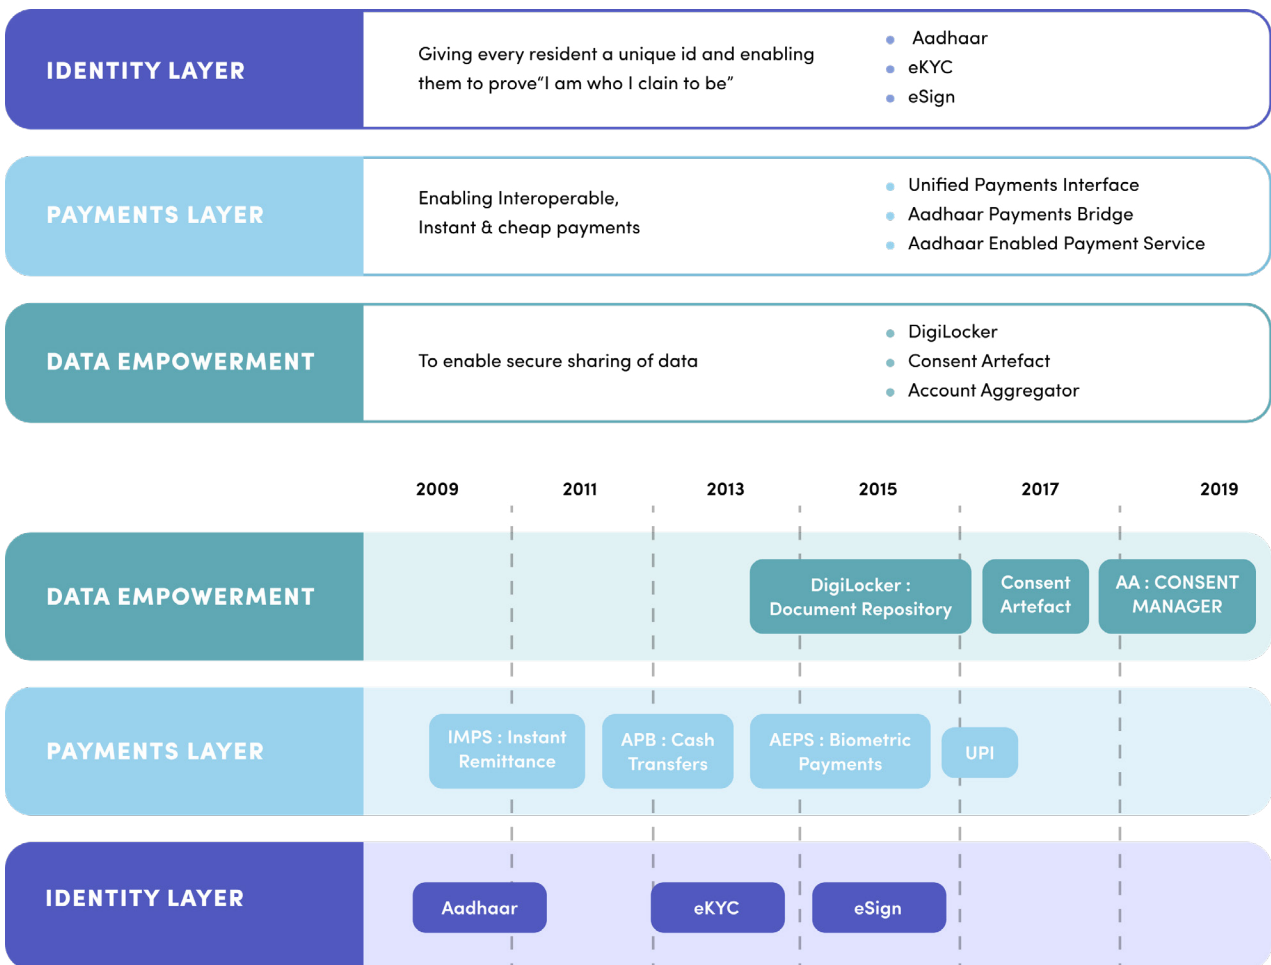 IDENTITY LAYER
Giving every resident a unique id and enabling
them to prove“I am who I clain to be”
Aadhaar
eKYC
eSign
PAYMENTS LAYER
Enabling Interoperable,
Instant & cheap payments
Unified Payments Interface
Aadhaar Payments Bridge
Aadhaar Enabled Payment Service
DATA EMPOWERMENT
To enable secure sharing of data
DigiLocker
Consent Artefact
Account Aggregator
2009 2011 2013 2015 2017 2019
DATA EMPOWERMENT
DigiLocker :
Document Repository
Consent
Artefact
AA : CONSENT
MANAGER
PAYMENTS LAYER
IMPS : Instant
Remittance
APB : Cash
Transfers
AEPS : Biometric
Payments
UPI
IDENTITY LAYER
Aadhaar
eKYC
eSign